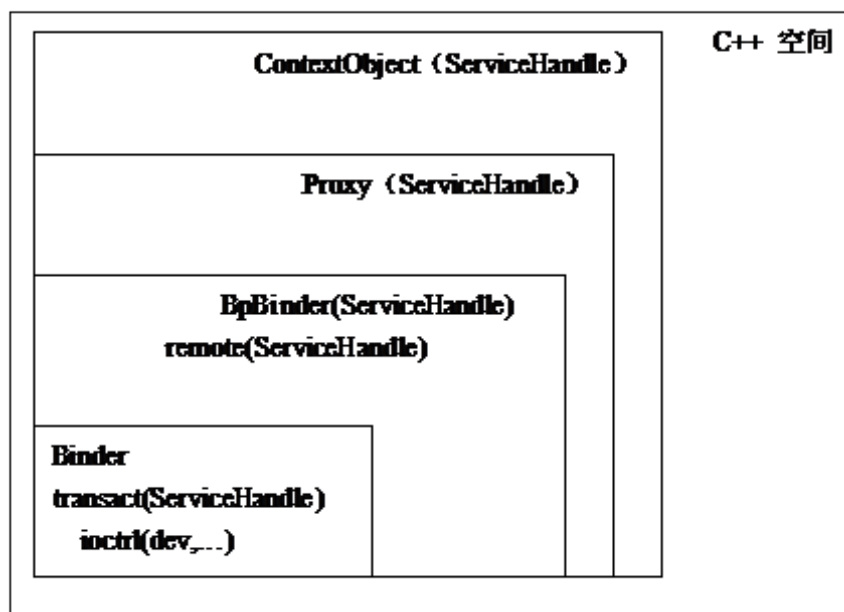 C++ 空间
ContextObject（ServiceHandle）
Proxy（ServiceHandle）
BpBinder(ServiceHandle)
remote(ServiceHandle)
Binder
transact(ServiceHandle)
ioctrl(dev,...)